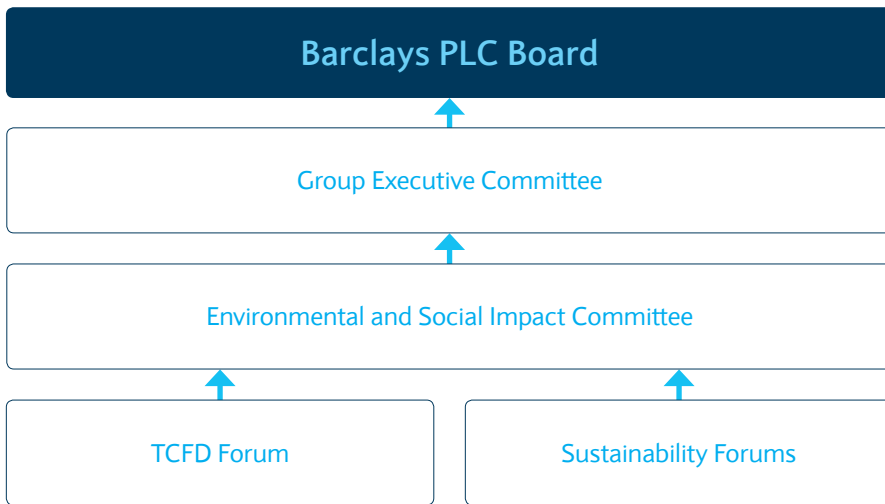 Barclays PLC Board
Group Executive Committee
Environmental and Social Impact Committee
TCFD Forum
Sustainability Forums